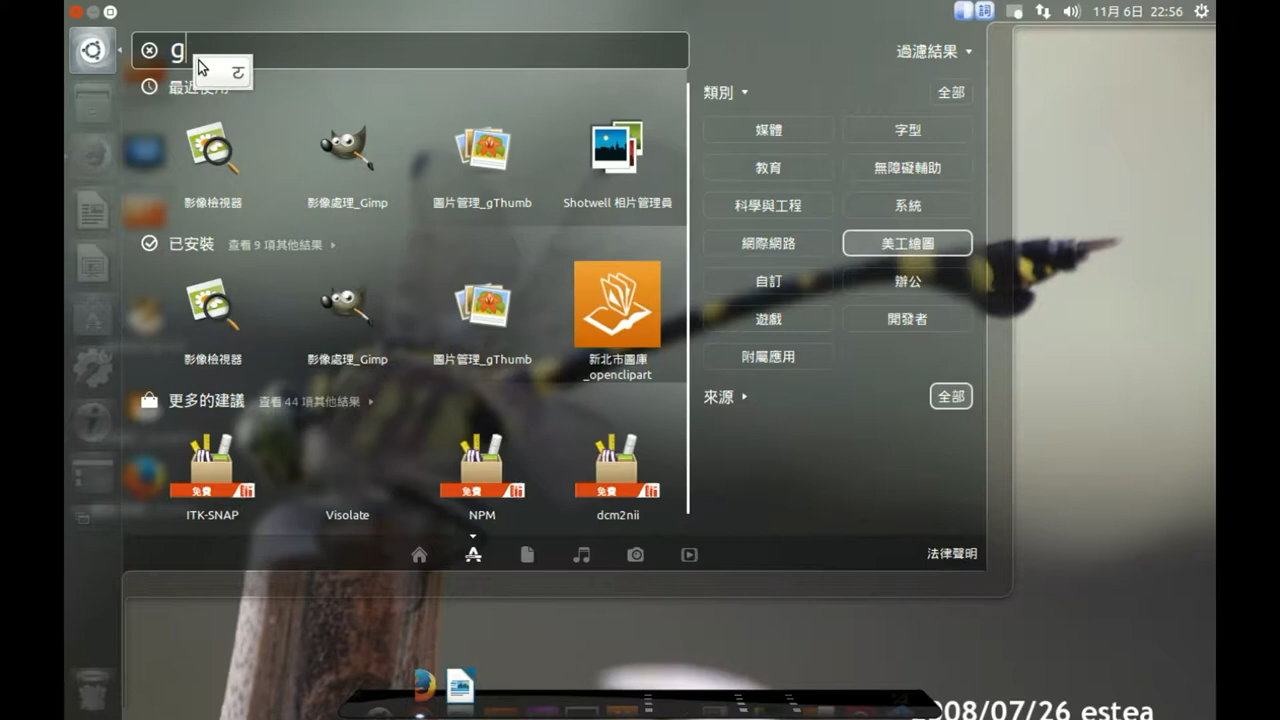 詞 11月 6日 22:56
g
ㄛ
過濾結果
最近使用
影像檢視器 影像處理_Gimp 圖片管理_gThumb Shotwell 相片管理員
已安裝 查看 9 項其他結果
影像檢視器 影像處理_Gimp 圖片管理_gThumb 新北市圖庫
_openclipart
更多的建議 查看 44 項其他結果
免費 免費 免費
ITK-SNAP Visolate NPM dcm2nii
類別 全部
媒體 字型
教育 無障礙輔助
科學與工程 系統
網際網路 美工繪圖
自訂 辦公
遊戲 開發者
附屬應用
來源 全部
法律聲明
2008/07/26 estea